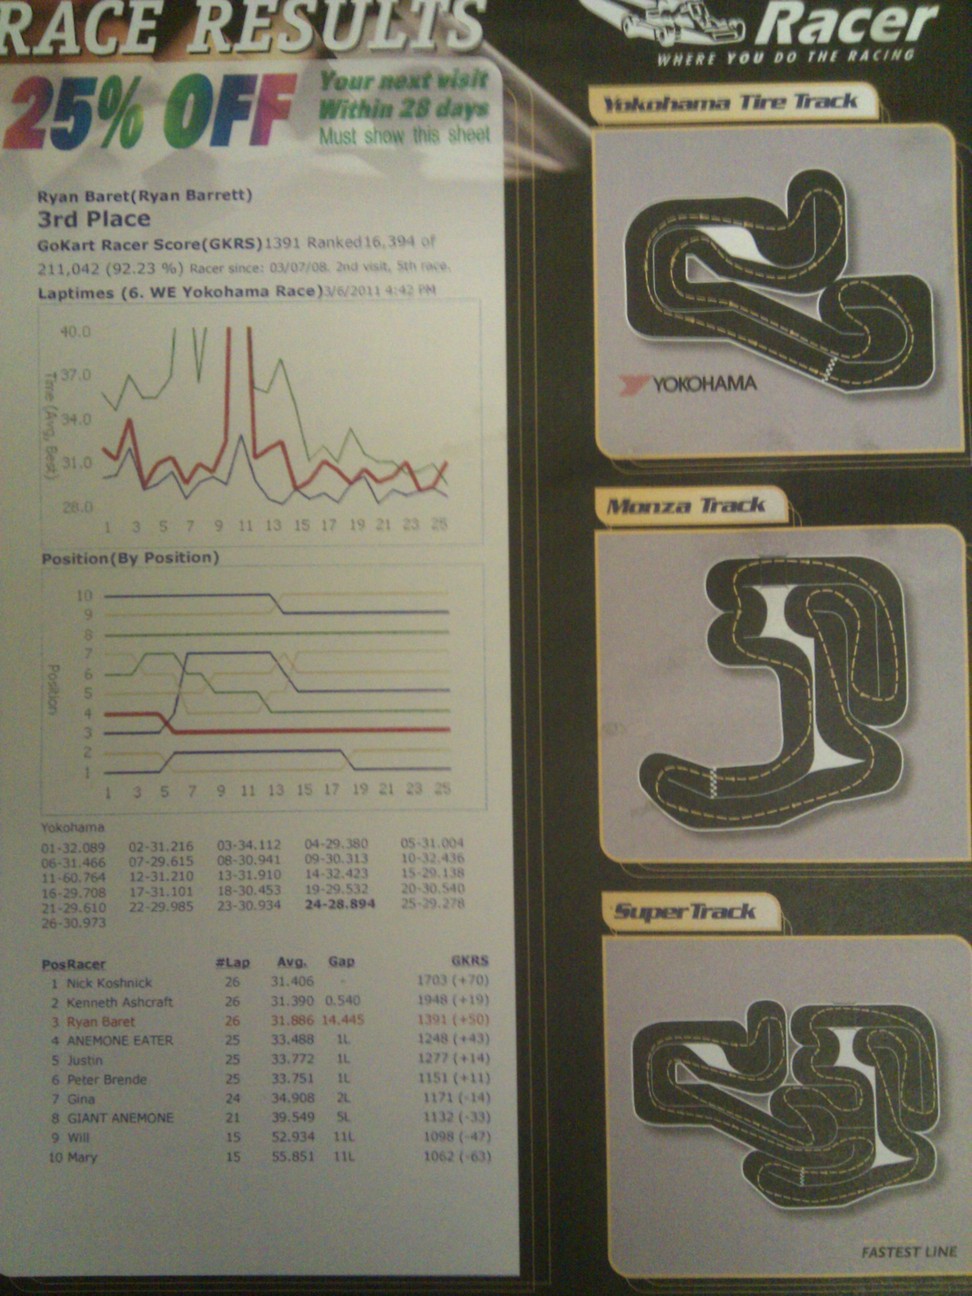 RACE RESULTS
25% OFF
Your next visit
Within 28 days
Must show this sheet
Ryan Baret(Ryan Barrett)
3rd Place
GoKart Racer Score(GKRS)1391 Ranked16,394 of
211,042 (92.23 %) Racer since: 03/07/08. 2nd visit, 5th race.
Laptimes (6. WE Yokohama Race)3/6/2011 4:42 PM
Time (Avg, Best)
40.0
37.0
34.0
31.0
28.0
1 3 5 7 9 11 13 15 17 19 21 23 25
Position(By Position)
Position
10
9
8
7
6
5
4
3
2
1
1 3 5 7 9 11 13 15 17 19 21 23 25
Yokohama
01-32.089 02-31.216 03-34.112 04-29.380 05-31.004
06-31.466 07-29.615 08-30.941 09-30.313 10-32.436
11-60.764 12-31.210 13-31.910 14-32.423 15-29.138
16-29.708 17-31.101 18-30.453 19-29.532 20-30.540
21-29.610 22-29.985 23-30.934 24-28.894 25-29.278
26-30.973
Pos Racer #Lap Avg. Gap GKRS
1 Nick Koshnick 26 31.406 - 1703 (+70)
2 Kenneth Ashcraft 26 31.390 0.540 1948 (+19)
3 Ryan Baret 26 31.886 14.445 1391 (+50)
4 ANEMONE EATER 25 33.488 1L 1248 (+43)
5 Justin 25 33.772 1L 1277 (+14)
6 Peter Brende 25 33.751 1L 1151 (+11)
7 Gina 24 34.908 2L 1171 (-14)
8 GIANT ANEMONE 21 39.549 5L 1132 (-33)
9 Will 15 52.934 11L 1098 (-47)
10 Mary 15 55.851 11L 1062 (-63)
Racer
WHERE YOU DO THE RACING
Yokohama Tire Track
YOKOHAMA
Monza Track
SuperTrack
FASTEST LINE